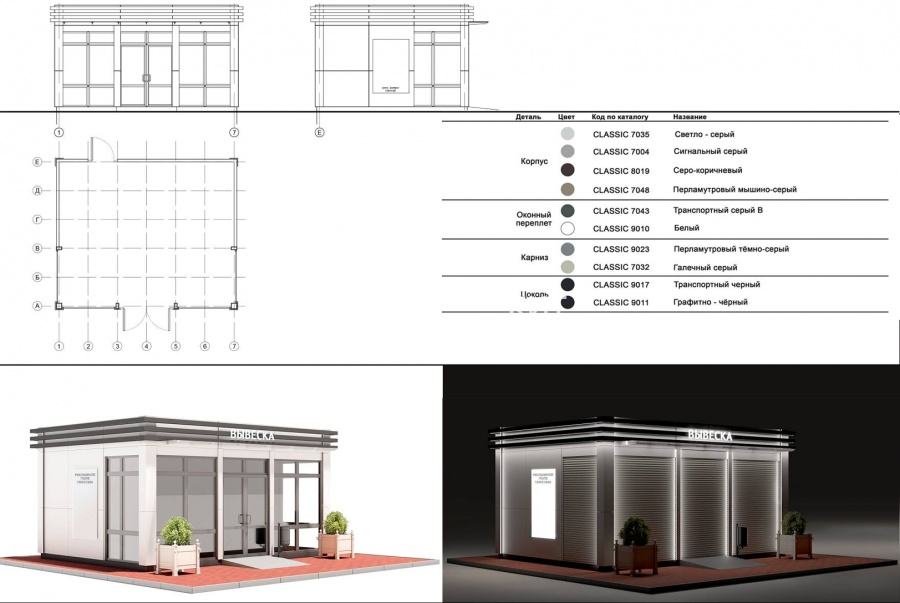 1
7
Е
Деталь Цвет Код по каталогу Название
CLASSIC 7035 Светло - серый
CLASSIC 7004 Сигнальный серый
Корпус
CLASSIC 8019 Серо-коричневый
CLASSIC 7048 Перламутровый мышино-серый
Оконный
переплет
CLASSIC 7043 Транспортный серый В
CLASSIC 9010 Белый
Карниз
CLASSIC 9023 Перламутровый тёмно-серый
CLASSIC 7032 Галечный серый
Цоколь
CLASSIC 9017 Транспортный черный
CLASSIC 9011 Графитно - чёрный
Е
Д
Г
В
Б
А
1 2 3 4 5 6 7
ВЫВЕСКА
ВЫВЕСКА